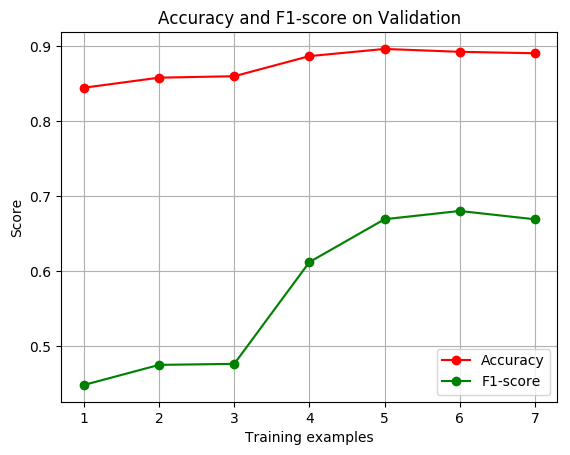 Accuracy and F1-score on Validation
0.9
0.8
0.7
0.6
0.5
Score
1 2 3 4 5 6 7
Training examples
Accuracy
F1-score